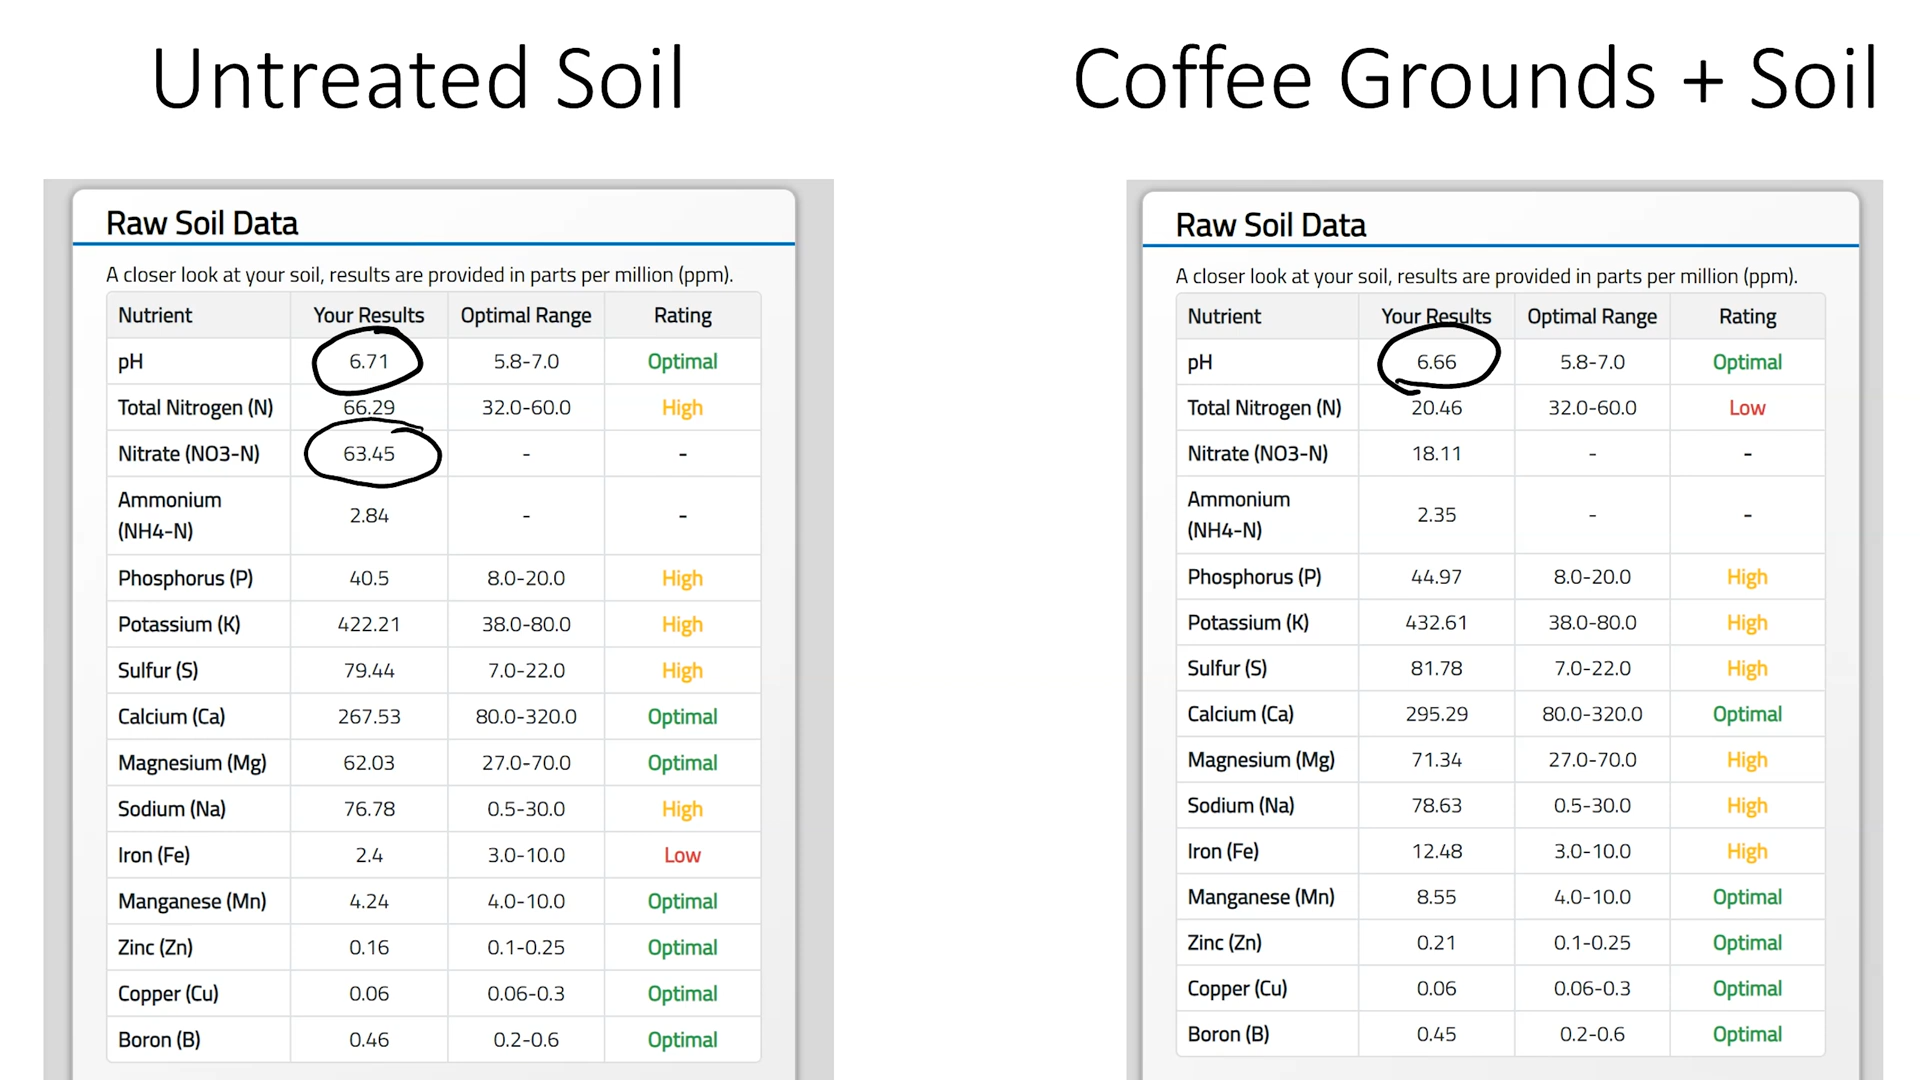 Untreated Soil
Raw Soil Data
A closer look at your soil, results are provided in parts per million (ppm).
Nutrient Your Results Optimal Range Rating
pH 6.71 5.8-7.0 Optimal
Total Nitrogen (N) 66.29 32.0-60.0 High
Nitrate (NO3-N) 63.45 - -
Ammonium
(NH4-N) 2.84 - -
Phosphorus (P) 40.5 8.0-20.0 High
Potassium (K) 422.21 38.0-80.0 High
Sulfur (S) 79.44 7.0-22.0 High
Calcium (Ca) 267.53 80.0-320.0 Optimal
Magnesium (Mg) 62.03 27.0-70.0 Optimal
Sodium (Na) 76.78 0.5-30.0 High
Iron (Fe) 2.4 3.0-10.0 Low
Manganese (Mn) 4.24 4.0-10.0 Optimal
Zinc (Zn) 0.16 0.1-0.25 Optimal
Copper (Cu) 0.06 0.06-0.3 Optimal
Boron (B) 0.46 0.2-0.6 Optimal
Coffee Grounds + Soil
Raw Soil Data
A closer look at your soil, results are provided in parts per million (ppm).
Nutrient Your Results Optimal Range Rating
pH 6.66 5.8-7.0 Optimal
Total Nitrogen (N) 20.46 32.0-60.0 Low
Nitrate (NO3-N) 18.11 - -
Ammonium
(NH4-N) 2.35 - -
Phosphorus (P) 44.97 8.0-20.0 High
Potassium (K) 432.61 38.0-80.0 High
Sulfur (S) 81.78 7.0-22.0 High
Calcium (Ca) 295.29 80.0-320.0 Optimal
Magnesium (Mg) 71.34 27.0-70.0 High
Sodium (Na) 78.63 0.5-30.0 High
Iron (Fe) 12.48 3.0-10.0 High
Manganese (Mn) 8.55 4.0-10.0 Optimal
Zinc (Zn) 0.21 0.1-0.25 Optimal
Copper (Cu) 0.06 0.06-0.3 Optimal
Boron (B) 0.45 0.2-0.6 Optimal